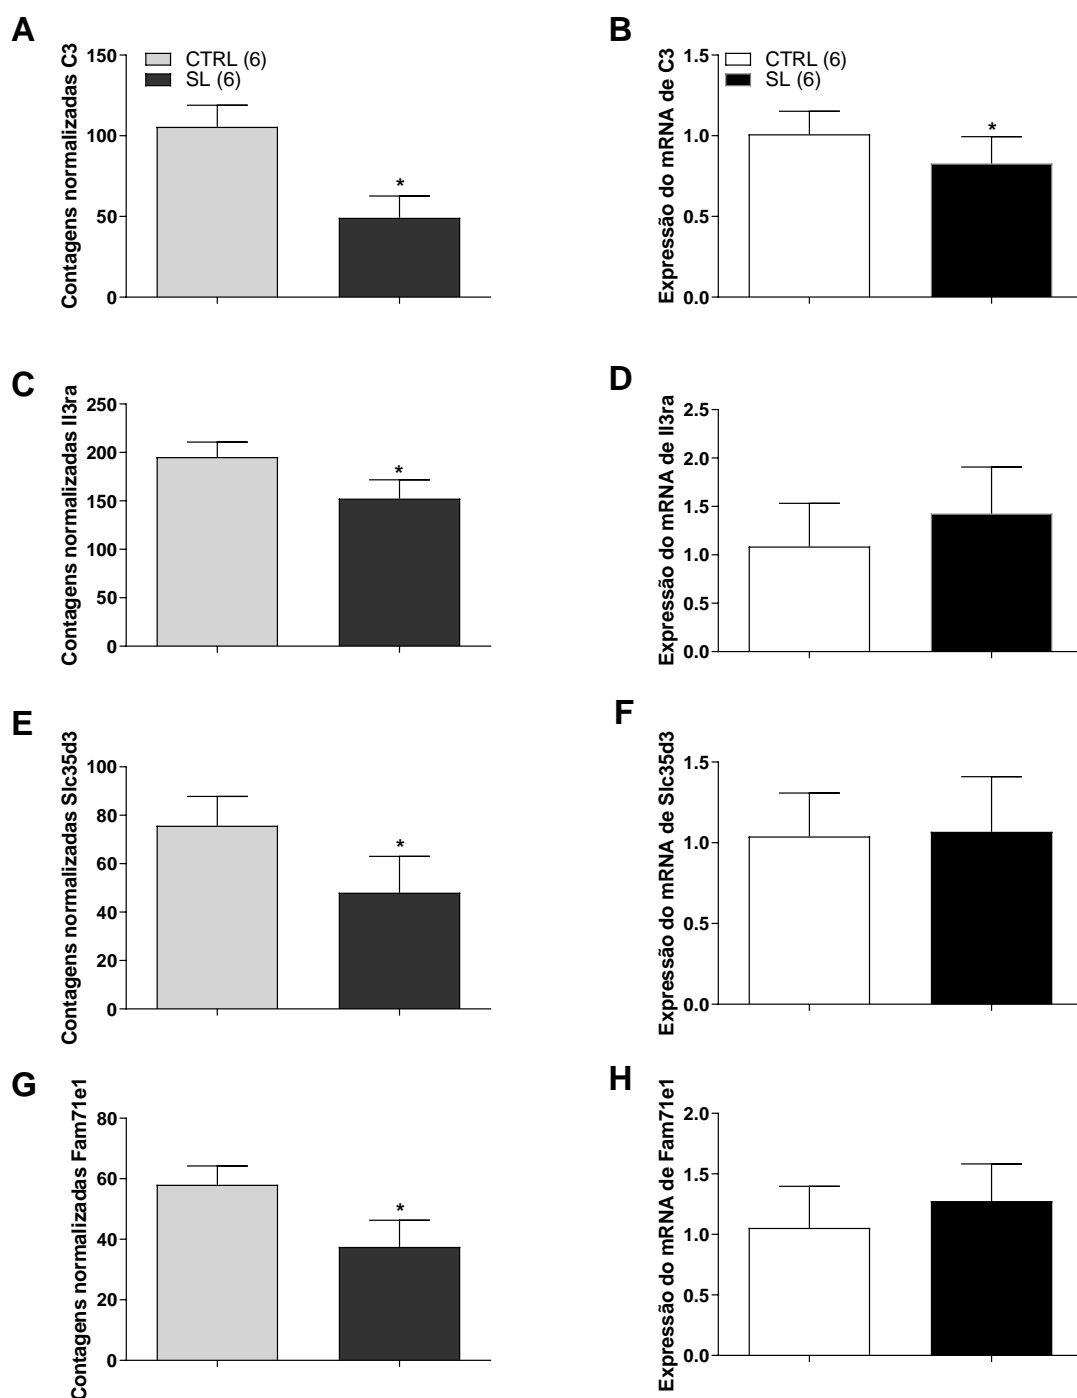 A
Contagens normalizadas C3
150
100
50
0
CTRL (6)
SL (6)
*
B
Expressão do mRNA de C3
1.5
1.0
0.5
0.0
CTRL (6)
SL (6)
*
C
Contagens normalizadas Il3ra
250
200
150
100
50
0
*
D
Expressão do mRNA de Il3ra
2.5
2.0
1.5
1.0
0.5
0.0
E
Contagens normalizadas Slc35d3
100
80
60
40
20
0
*
F
Expressão do mRNA de Slc35d3
1.5
1.0
0.5
0.0
G
Contagens normalizadas Fam71e1
80
60
40
20
0
*
H
Expressão do mRNA de Fam71e1
2.0
1.5
1.0
0.5
0.0